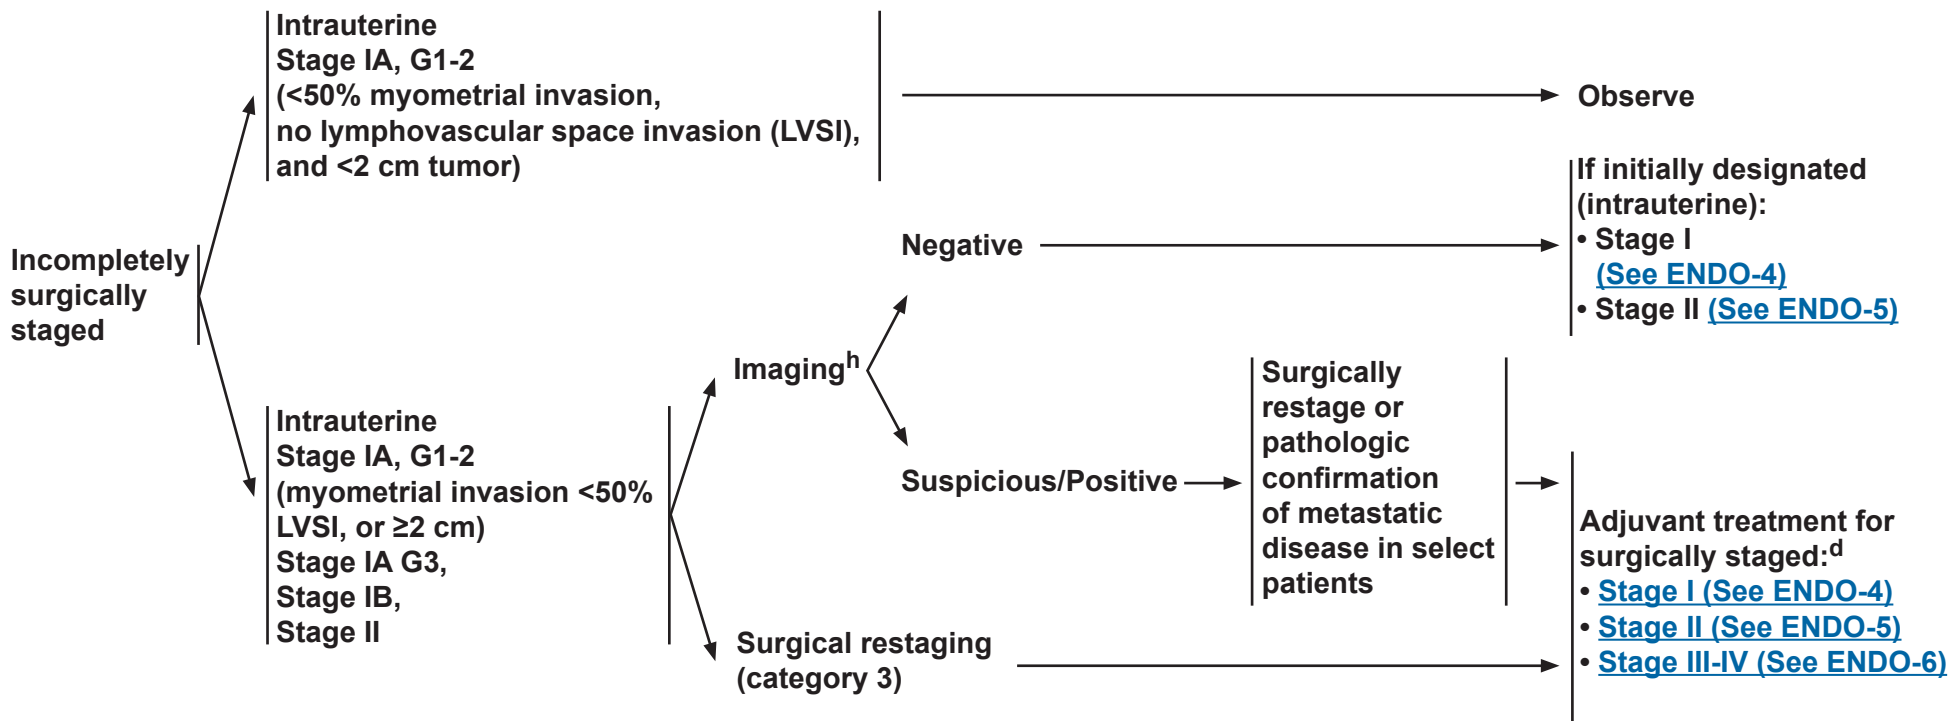 Incompletely
surgically
staged
Intrauterine
Stage IA, G1-2
(<50% myometrial invasion,
no lymphovascular space invasion (LVSI),
and <2 cm tumor)
Observe
Intrauterine
Stage IA, G1-2
(myometrial invasion <50%
LVSI, or ≥2 cm)
Stage IA G3,
Stage IB,
Stage II
Imagingʰ
Negative
If initially designated
(intrauterine):
• Stage I
(See ENDO-4)
• Stage II (See ENDO-5)
Suspicious/Positive
Surgically
restage or
pathologic
confirmation
of metastatic
disease in select
patients
Surgical restaging
(category 3)
Adjuvant treatment for
surgically staged:ᵈ
• Stage I (See ENDO-4)
• Stage II (See ENDO-5)
• Stage III-IV (See ENDO-6)